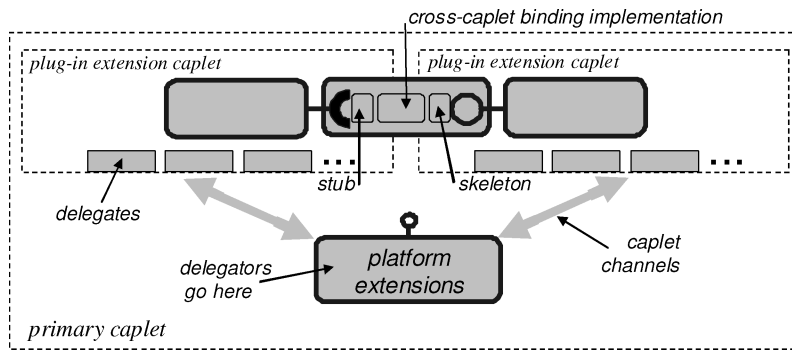 cross-caplet binding implementation
plug-in extension caplet
plug-in extension caplet
stub
skeleton
delegates
delegators
go here
platform
extensions
caplet
channels
primary caplet